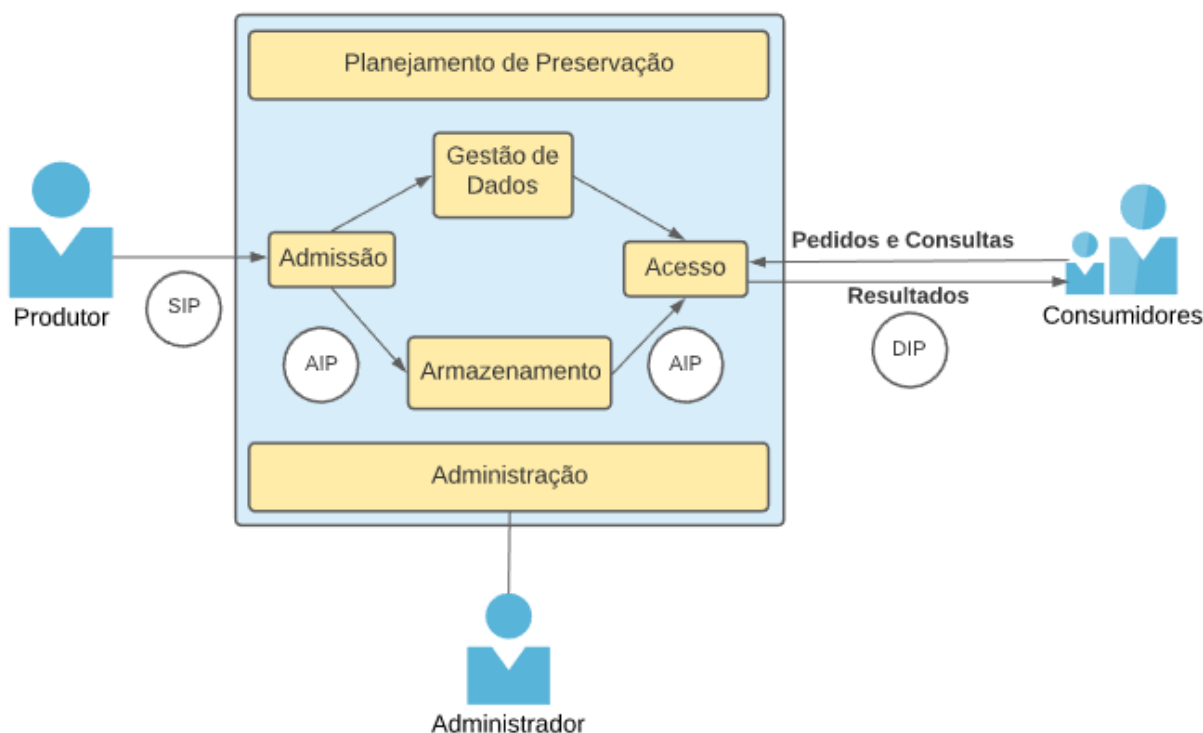 Planejamento de Preservação
Gestão de
Dados
Admissão
Acesso
Pedidos e Consultas
Resultados
Produtor
SIP
Consumidores
AIP
Armazenamento
AIP
DIP
Administração
Administrador